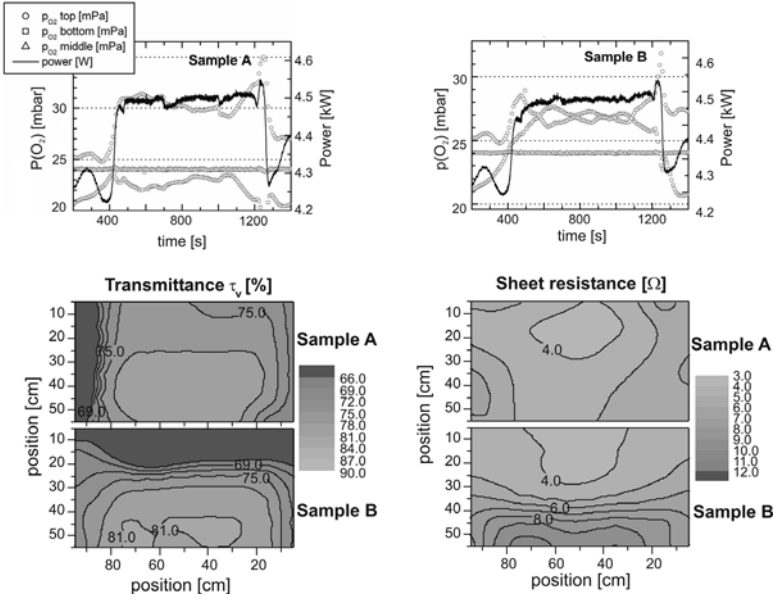 p_O2 top [mPa]
p_O2 bottom [mPa]
p_O2 middle [mPa]
power [W]
Sample A
Sample B
P(O₂) [mbar]
30
25
20
400 800 1200
time [s]
4.6
4.5
4.4
4.3
4.2
Power [kW]
p(O₂) [mbar]
30
25
20
400 800 1200
time [s]
4.6
4.5
4.4
4.3
4.2
Power [kW]
Transmittance τ_v [%]
10
20
30
40
50
75.0
75.0
69.0
Sample A
66.0
69.0
72.0
75.0
78.0
81.0
84.0
87.0
90.0
position [cm]
10
20
30
40
50
69.0
75.0
81.0
81.0
Sample B
80 60 40 20
position [cm]
Sheet resistance [Ω]
10
20
30
40
50
4.0
Sample A
3.0
4.0
5.0
6.0
7.0
8.0
9.0
10.0
11.0
12.0
position [cm]
10
20
30
40
50
4.0
6.0
8.0
Sample B
80 60 40 20
position [cm]